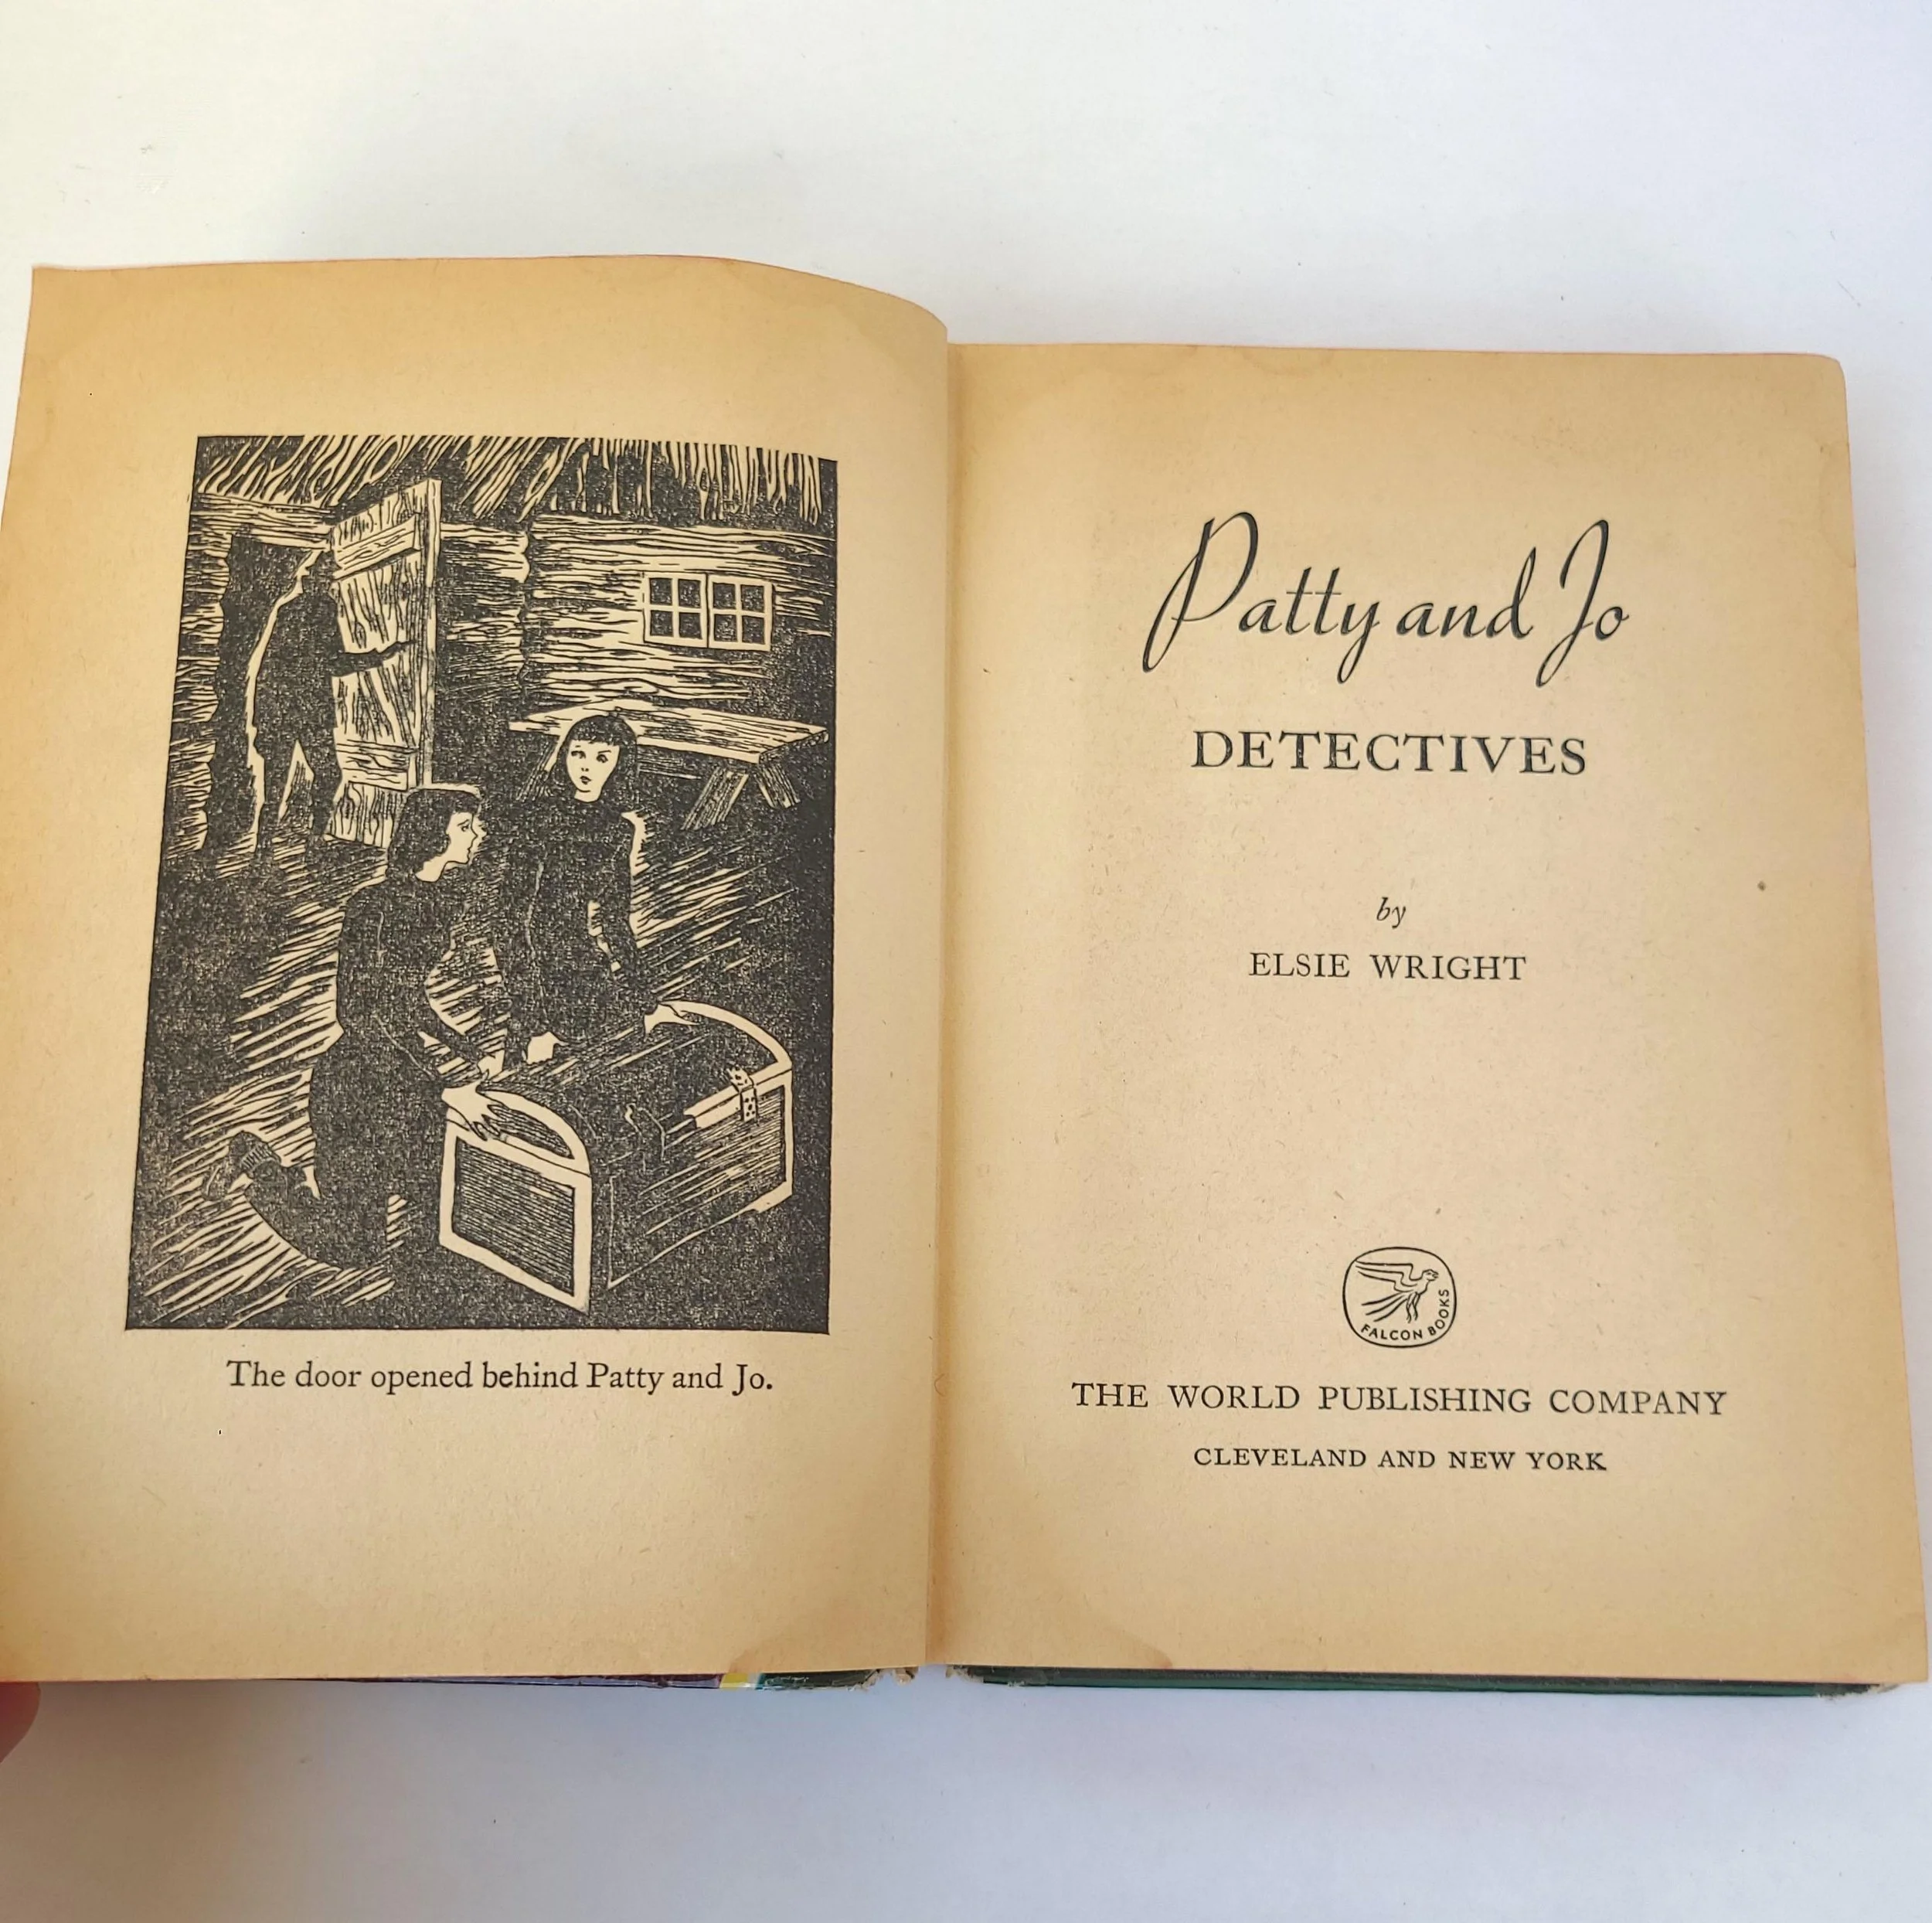 The door opened behind Patty and Jo.
Patty and Jo
DETECTIVES
by
ELSIE WRIGHT
FALCON BOOKS
THE WORLD PUBLISHING COMPANY
CLEVELAND AND NEW YORK